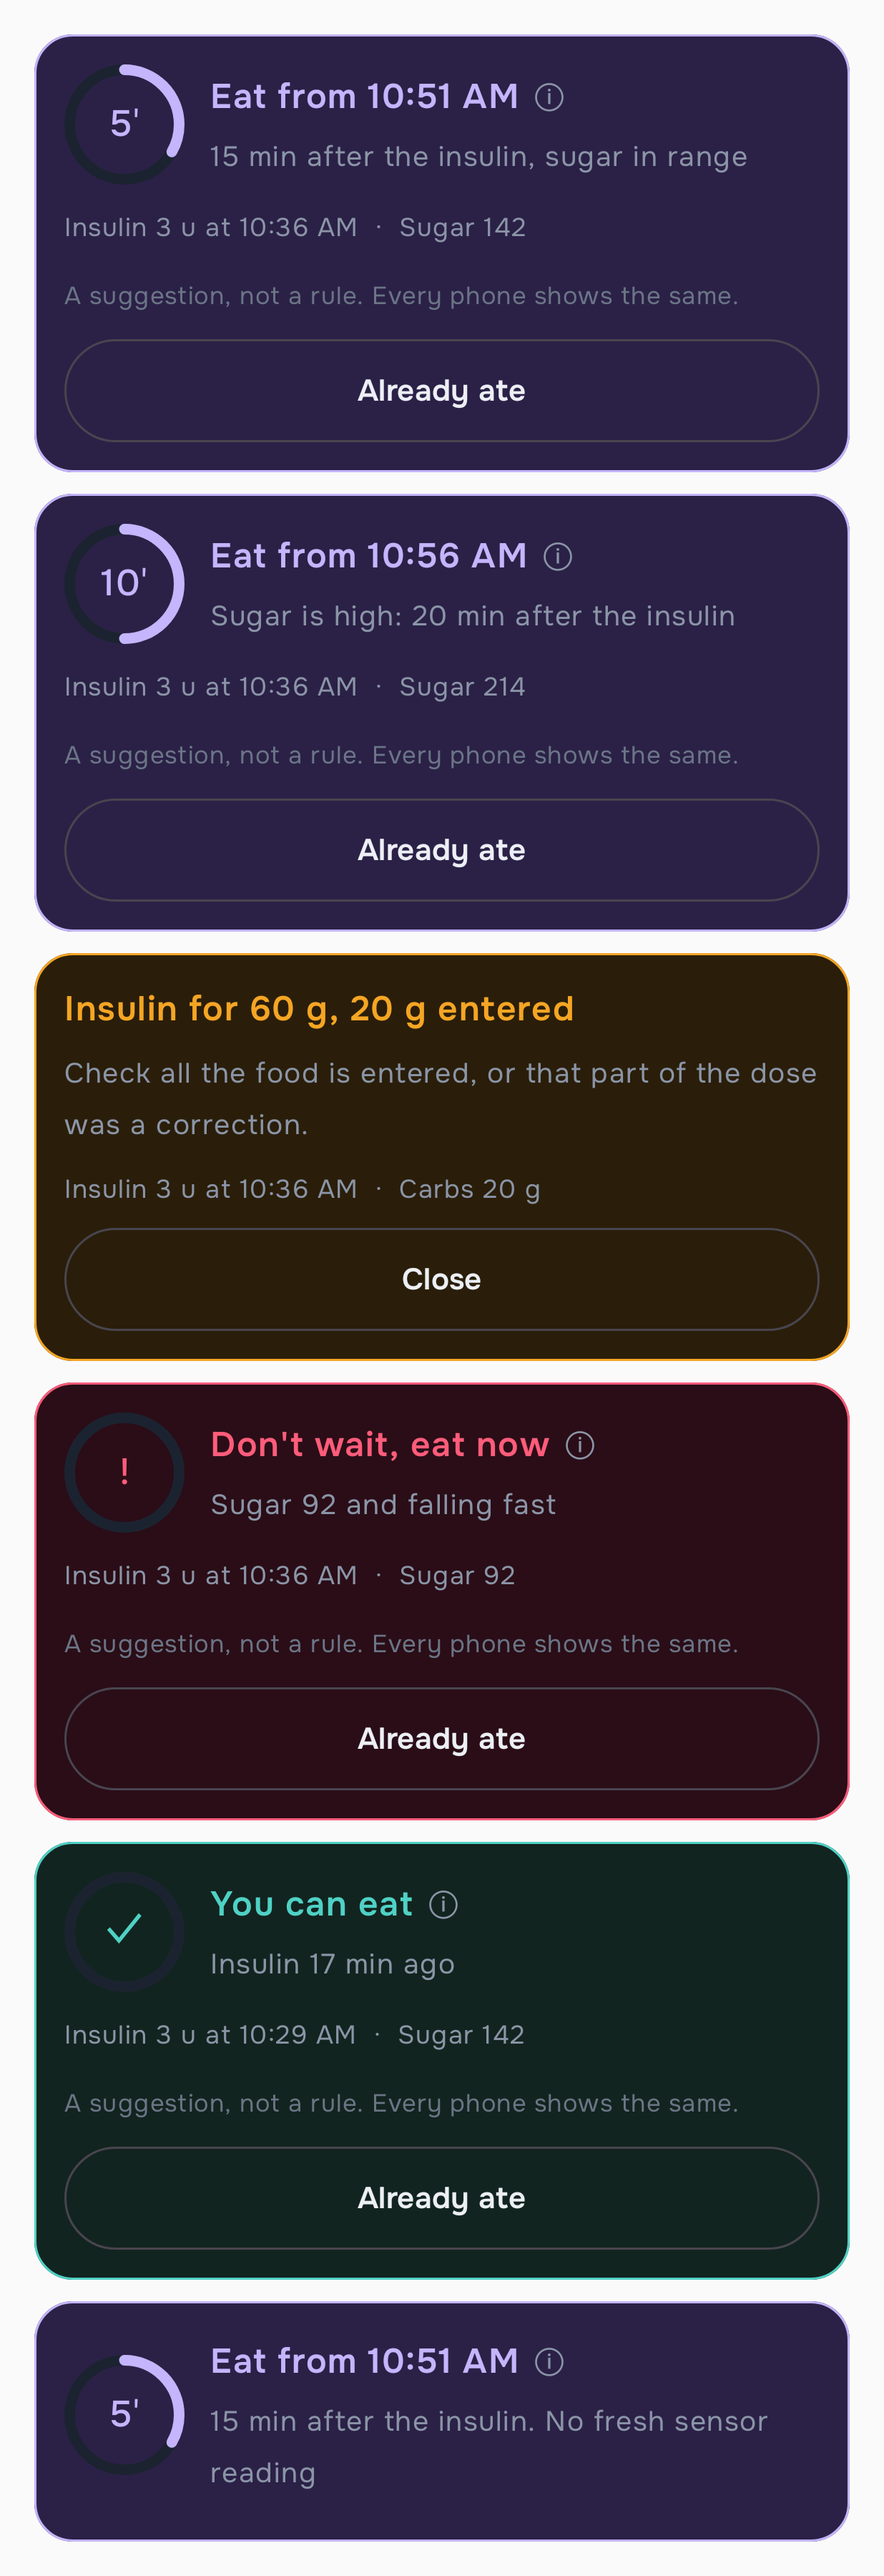 5'
Eat from 10:51 AM
15 min after the insulin, sugar in range
Insulin 3 u at 10:36 AM · Sugar 142
A suggestion, not a rule. Every phone shows the same.
Already ate
10'
Eat from 10:56 AM
Sugar is high: 20 min after the insulin
Insulin 3 u at 10:36 AM · Sugar 214
A suggestion, not a rule. Every phone shows the same.
Already ate
Insulin for 60 g, 20 g entered
Check all the food is entered, or that part of the dose
was a correction.
Insulin 3 u at 10:36 AM · Carbs 20 g
Close
!
Don't wait, eat now
Sugar 92 and falling fast
Insulin 3 u at 10:36 AM · Sugar 92
A suggestion, not a rule. Every phone shows the same.
Already ate
You can eat
Insulin 17 min ago
Insulin 3 u at 10:29 AM · Sugar 142
A suggestion, not a rule. Every phone shows the same.
Already ate
5'
Eat from 10:51 AM
15 min after the insulin. No fresh sensor
reading